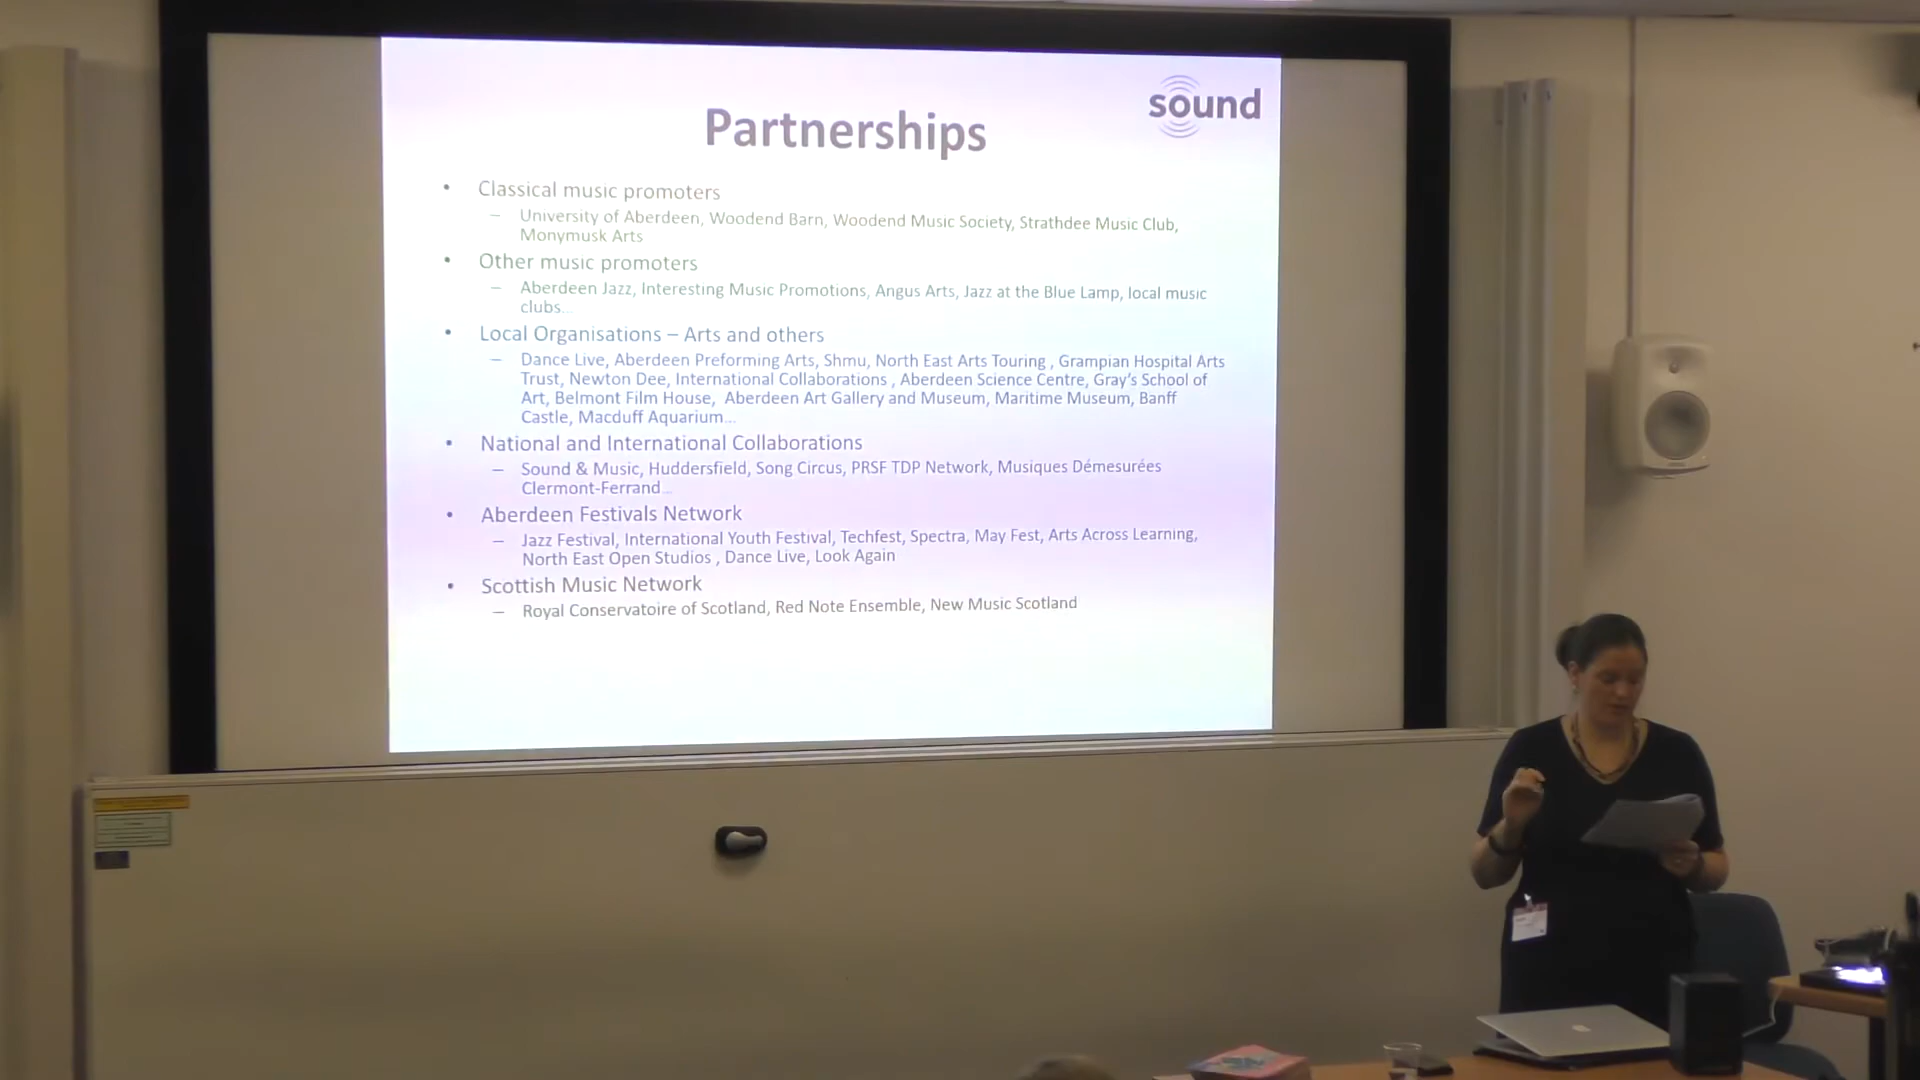 sound
Partnerships
• Classical music promoters
– University of Aberdeen, Woodend Barn, Woodend Music Society, Strathdee Music Club,
Monymusk Arts
• Other music promoters
– Aberdeen Jazz, Interesting Music Promotions, Angus Arts, Jazz at the Blue Lamp, local music
clubs...
• Local Organisations – Arts and others
– Dance Live, Aberdeen Preforming Arts, Shmu, North East Arts Touring , Grampian Hospital Arts
Trust, Newton Dee, International Collaborations , Aberdeen Science Centre, Gray's School of
Art, Belmont Film House, Aberdeen Art Gallery and Museum, Maritime Museum, Banff
Castle, Macduff Aquarium...
• National and International Collaborations
– Sound & Music, Huddersfield, Song Circus, PRSF TDP Network, Musiques Démesurées
Clermont-Ferrand...
• Aberdeen Festivals Network
– Jazz Festival, International Youth Festival, Techfest, Spectra, May Fest, Arts Across Learning,
North East Open Studios , Dance Live, Look Again
• Scottish Music Network
– Royal Conservatoire of Scotland, Red Note Ensemble, New Music Scotland